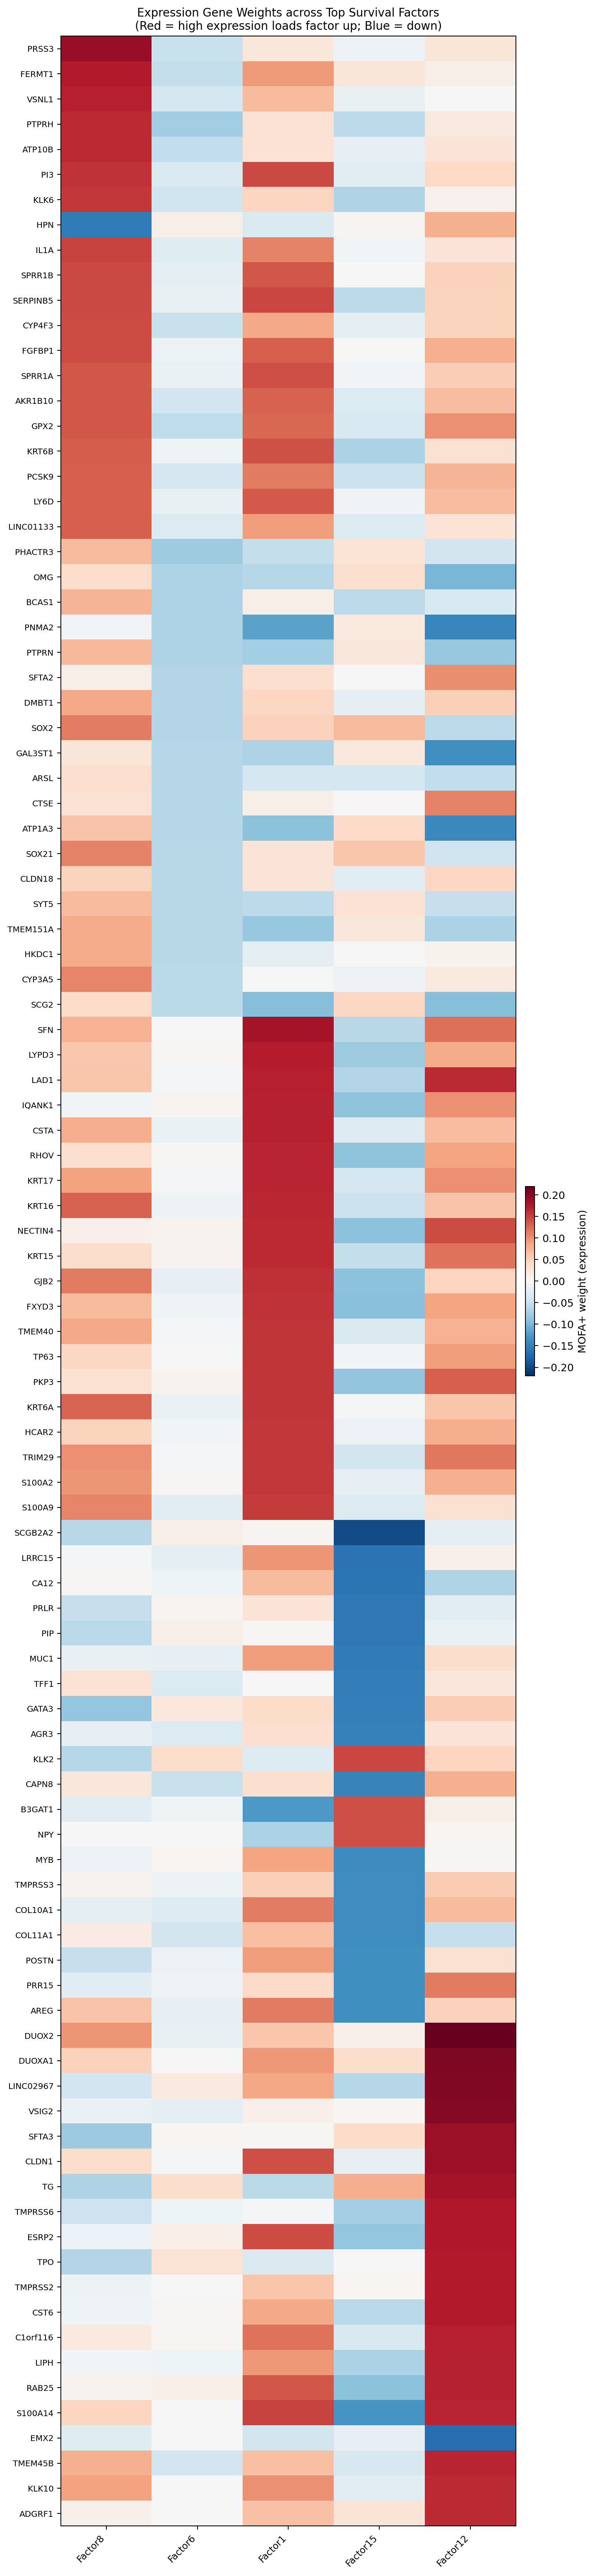 Expression Gene Weights across Top Survival Factors
(Red = high expression loads factor up; Blue = down)
PRSS3
FERMT1
VSNL1
PTPRH
ATP10B
PI3
KLK6
HPN
IL1A
SPRR1B
SERPINB5
CYP4F3
FGFBP1
SPRR1A
AKR1B10
GPX2
KRT6B
PCSK9
LY6D
LINC01133
PHACTR3
OMG
BCAS1
PNMA2
PTPRN
SFTA2
DMBT1
SOX2
GAL3ST1
ARSL
CTSE
ATP1A3
SOX21
CLDN18
SYT5
TMEM151A
HKDC1
CYP3A5
SCG2
SFN
LYPD3
LAD1
IQANK1
CSTA
RHOV
KRT17
KRT16
NECTIN4
KRT15
GJB2
FXYD3
TMEM40
TP63
PKP3
KRT6A
HCAR2
TRIM29
S100A2
S100A9
SCGB2A2
LRRC15
CA12
PRLR
PIP
MUC1
TFF1
GATA3
AGR3
KLK2
CAPN8
B3GAT1
NPY
MYB
TMPRSS3
COL10A1
COL11A1
POSTN
PRR15
AREG
DUOX2
DUOXA1
LINC02967
VSIG2
SFTA3
CLDN1
TG
TMPRSS6
ESRP2
TPO
TMPRSS2
CST6
C1orf116
LIPH
RAB25
S100A14
EMX2
TMEM45B
KLK10
ADGRF1
Factor8
Factor6
Factor1
Factor15
Factor12
0.20
0.15
0.10
0.05
0.00
−0.05
−0.10
−0.15
−0.20
MOFA+ weight (expression)